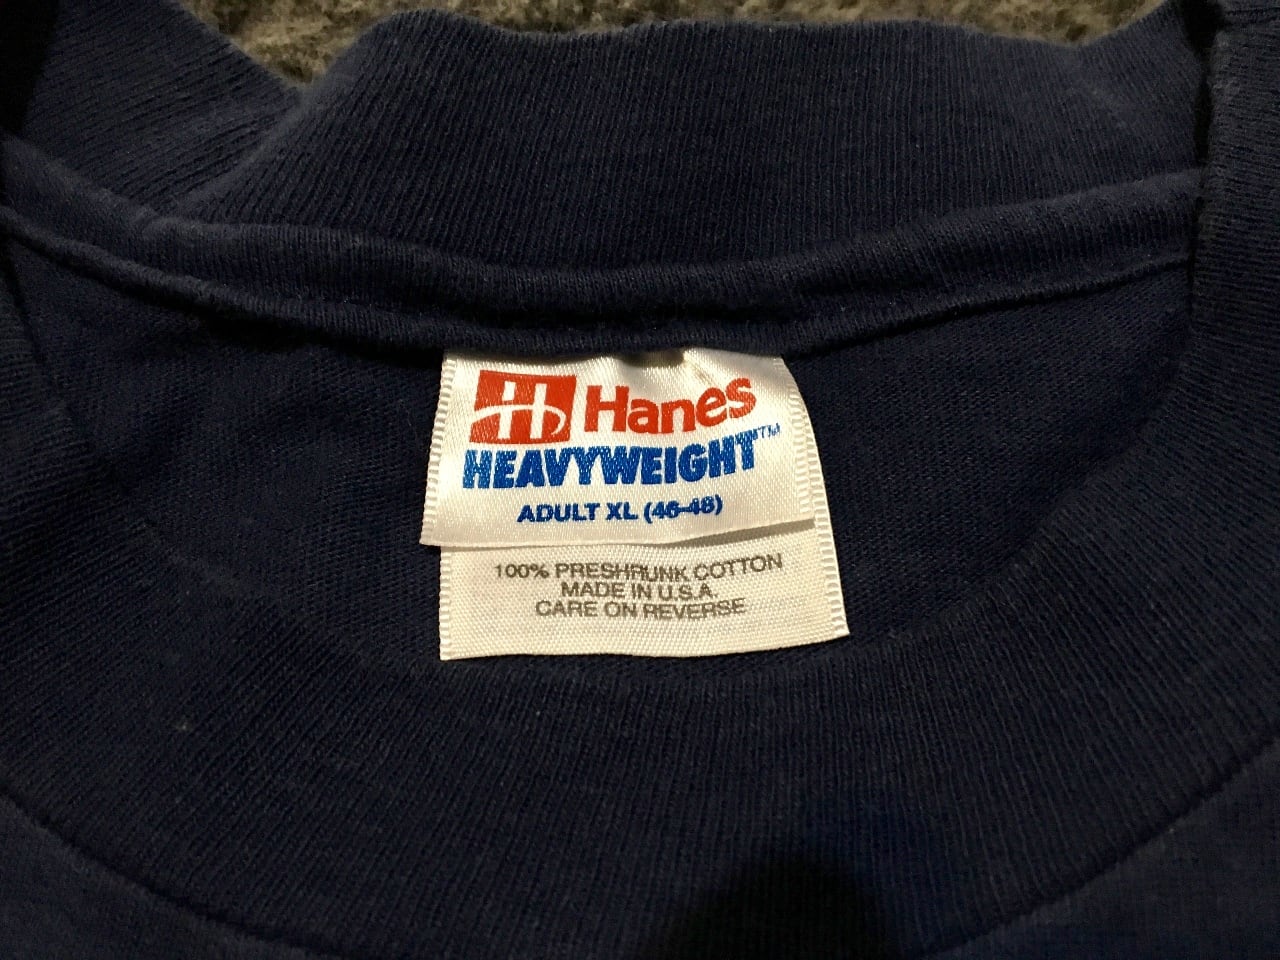 H Hanes
HEAVYWEIGHT™
ADULT XL (46-48)
100% PRESHRUNK COTTON
MADE IN U.S.A.
CARE ON REVERSE